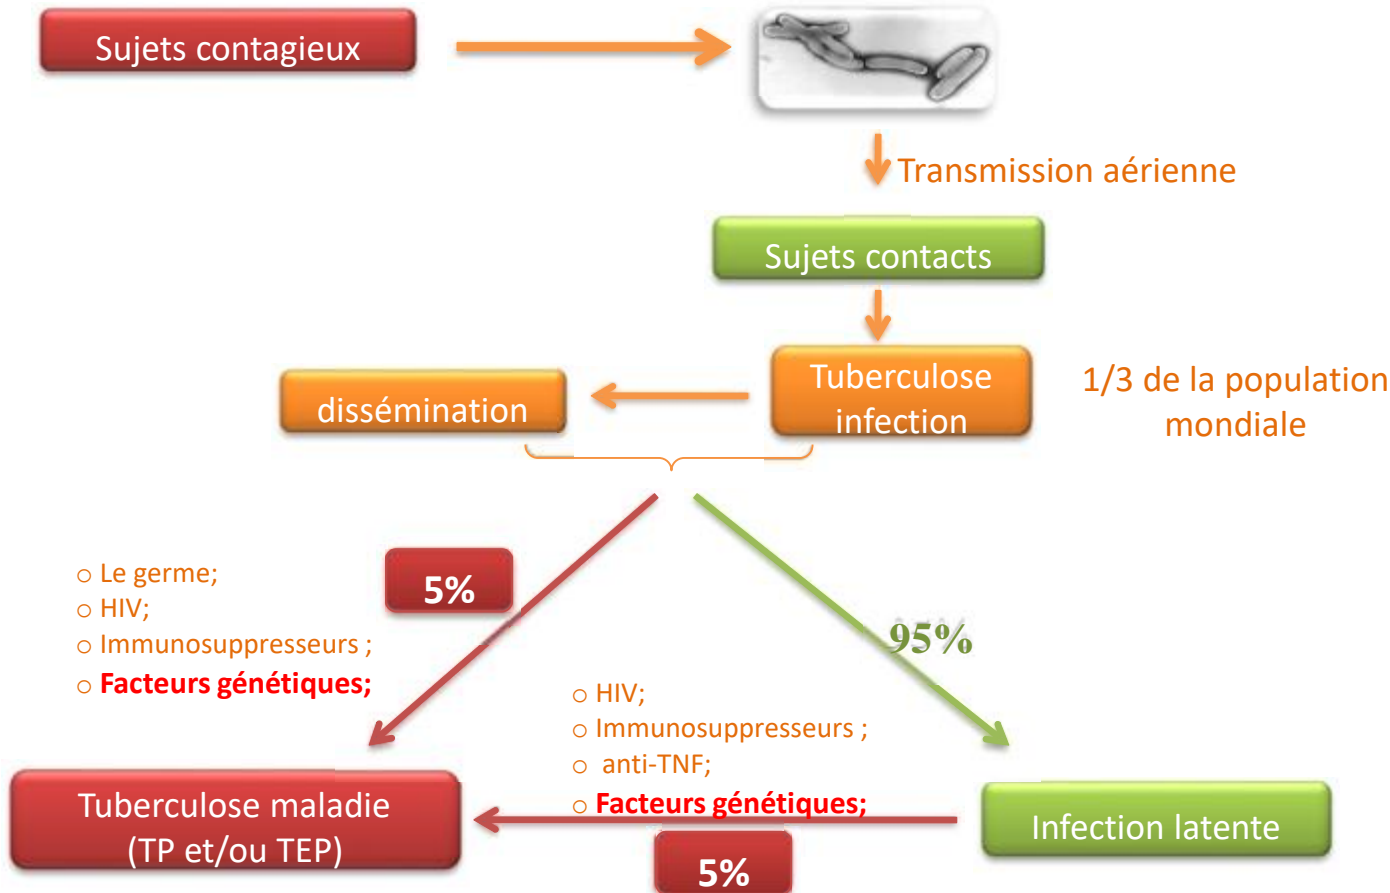 Sujets contagieux
Transmission aérienne
Sujets contacts
dissémination
Tuberculose
infection
1/3 de la population
mondiale
o Le germe;
o HIV;
o Immunosuppresseurs ;
o Facteurs génétiques;
5%
95%
o HIV;
o Immunosuppresseurs ;
o anti-TNF;
o Facteurs génétiques;
Tuberculose maladie
(TP et/ou TEP)
5%
Infection latente